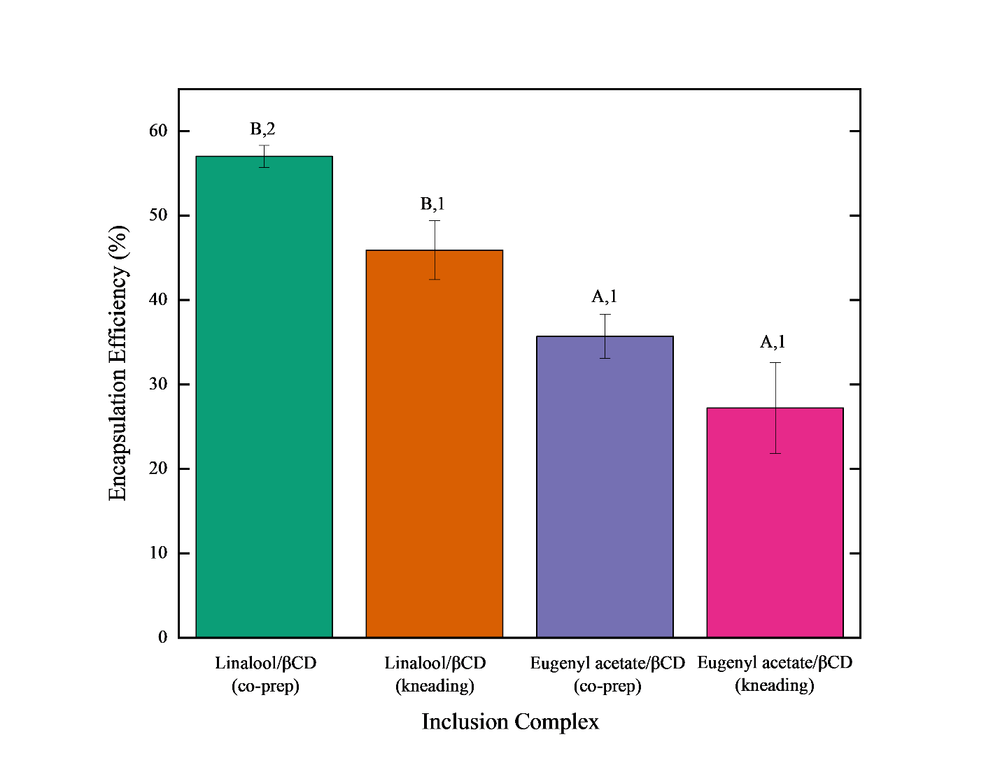 B,2
B,1
A,1
A,1
60
50
40
30
20
10
0
Encapsulation Efficiency (%)
Linalool/βCD
(co-prep)
Linalool/βCD
(kneading)
Eugenyl acetate/βCD
(co-prep)
Eugenyl acetate/βCD
(kneading)
Inclusion Complex